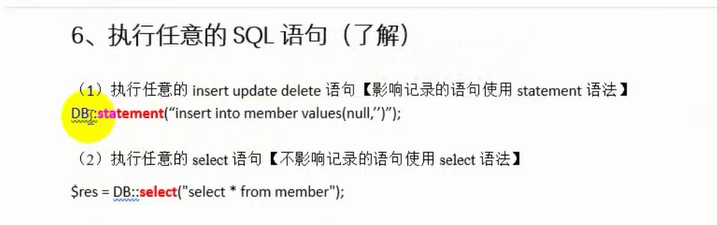 6、执行任意的 SQL 语句（了解）
（1）执行任意的 insert update delete 语句【影响记录的语句使用 statement 语法】
DB::statement(“insert into member values(null,’’)”);
（2）执行任意的 select 语句【不影响记录的语句使用 select 语法】
$res = DB::select("select * from member");